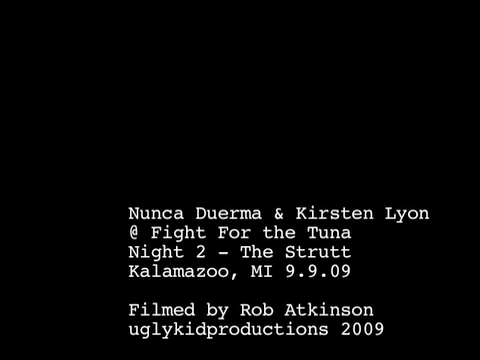 Nunca Duerma & Kirsten Lyon
@ Fight For the Tuna
Night 2 - The Strutt
Kalamazoo, MI 9.9.09
Filmed by Rob Atkinson
uglykidproductions 2009